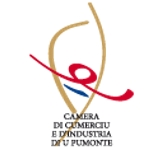 CAMERA
DI CUMERCIU
E D'INDUSTRIA
DI U PUMONTE